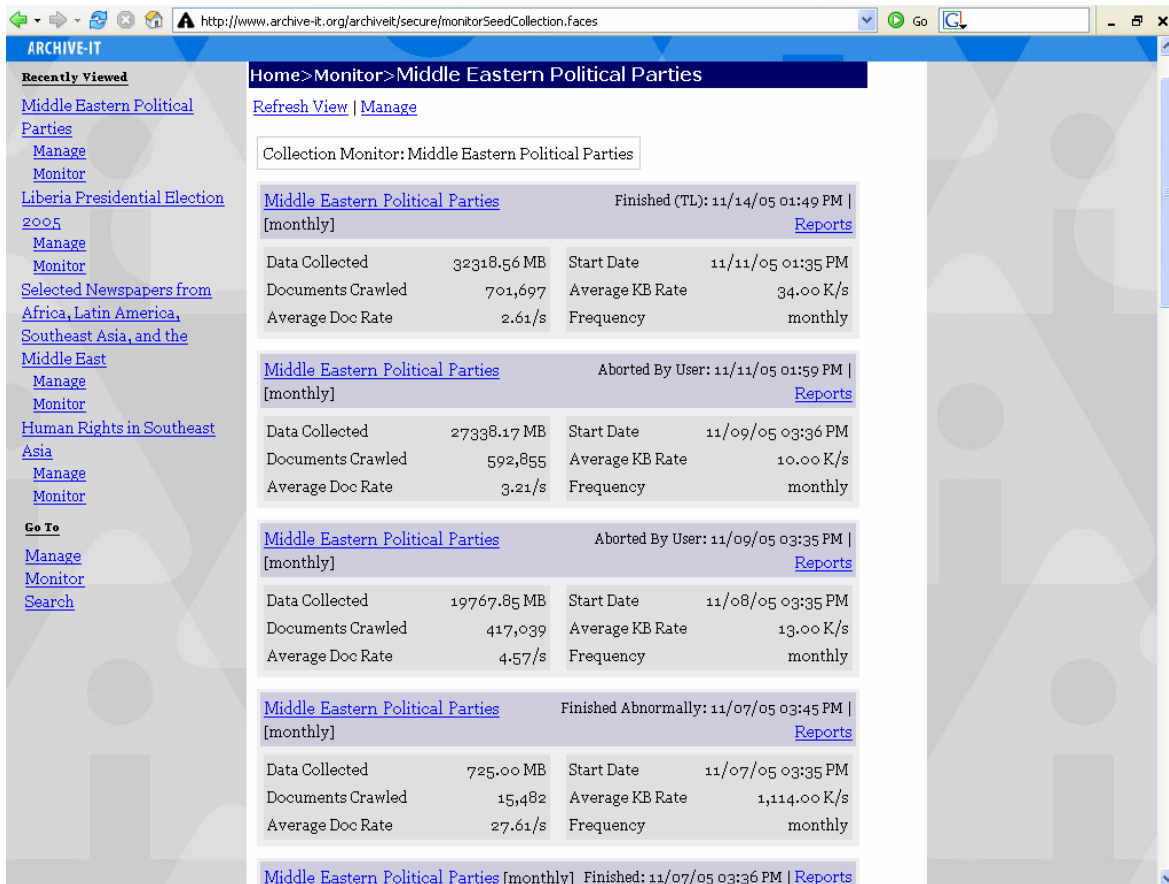 http://www.archive-it.org/archiveit/secure/monitorSeedCollection.faces
Go
G
ARCHIVE-IT
Recently Viewed
Middle Eastern Political
Parties
Manage
Monitor
Liberia Presidential Election
2005
Manage
Monitor
Selected Newspapers from
Africa, Latin America,
Southeast Asia, and the
Middle East
Manage
Monitor
Human Rights in Southeast
Asia
Manage
Monitor
Go To
Manage
Monitor
Search
Home>Monitor>Middle Eastern Political Parties
Refresh View | Manage
Collection Monitor: Middle Eastern Political Parties
Middle Eastern Political Parties Finished (TL): 11/14/05 01:49 PM |
[monthly] Reports
Data Collected 32318.56 MB Start Date 11/11/05 01:35 PM
Documents Crawled 701,697 Average KB Rate 34.00 K/s
Average Doc Rate 2.61/s Frequency monthly
Middle Eastern Political Parties Aborted By User: 11/11/05 01:59 PM |
[monthly] Reports
Data Collected 27338.17 MB Start Date 11/09/05 03:36 PM
Documents Crawled 592,855 Average KB Rate 10.00 K/s
Average Doc Rate 3.21/s Frequency monthly
Middle Eastern Political Parties Aborted By User: 11/09/05 03:35 PM |
[monthly] Reports
Data Collected 19767.85 MB Start Date 11/08/05 03:35 PM
Documents Crawled 417,039 Average KB Rate 13.00 K/s
Average Doc Rate 4.57/s Frequency monthly
Middle Eastern Political Parties Finished Abnormally: 11/07/05 03:45 PM |
[monthly] Reports
Data Collected 725.00 MB Start Date 11/07/05 03:35 PM
Documents Crawled 15,482 Average KB Rate 1,114.00 K/s
Average Doc Rate 27.61/s Frequency monthly
Middle Eastern Political Parties [monthly] Finished: 11/07/05 03:36 PM | Reports